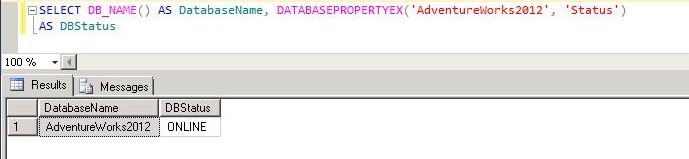 SELECT DB_NAME() AS DatabaseName, DATABASEPROPERTYEX('AdventureWorks2012', 'Status')
AS DBStatus
100 %
Results Messages
DatabaseName DBStatus
1 AdventureWorks2012 ONLINE